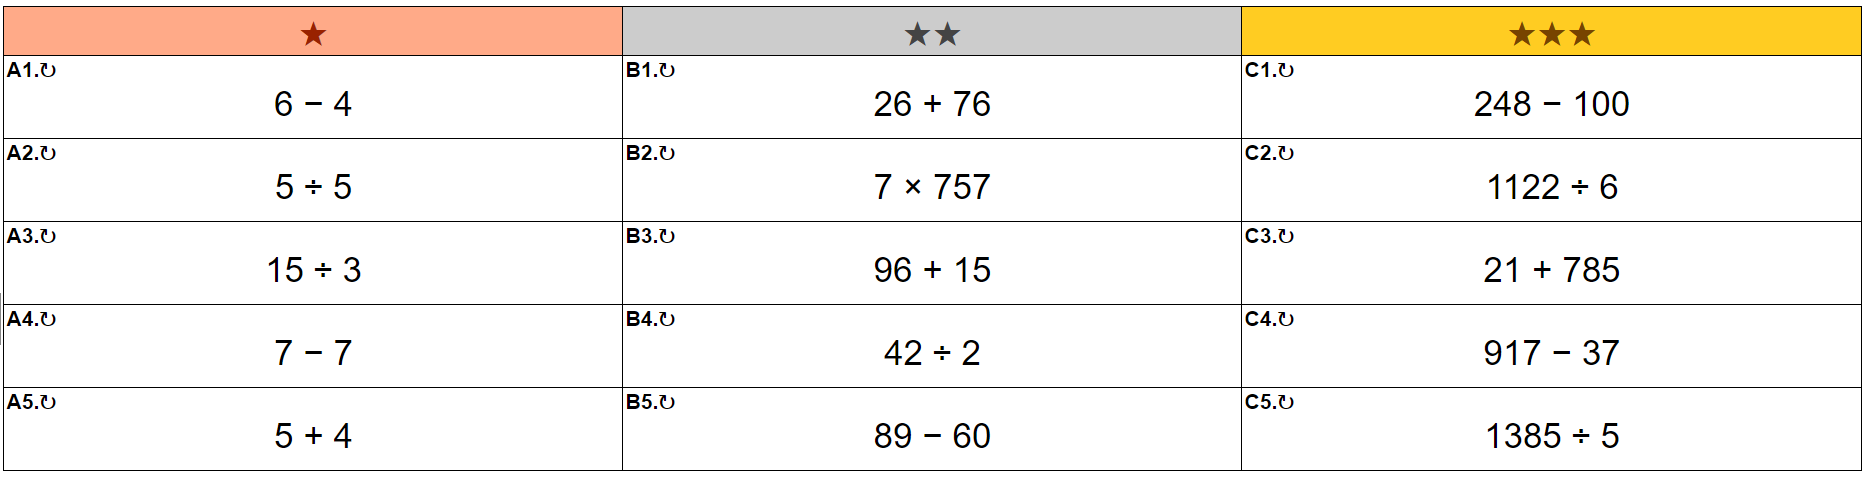 ★ ★★ ★★★
A1.↻ B1.↻ C1.↻
6 − 4 26 + 76 248 − 100
A2.↻ B2.↻ C2.↻
5 ÷ 5 7 × 757 1122 ÷ 6
A3.↻ B3.↻ C3.↻
15 ÷ 3 96 + 15 21 + 785
A4.↻ B4.↻ C4.↻
7 − 7 42 ÷ 2 917 − 37
A5.↻ B5.↻ C5.↻
5 + 4 89 − 60 1385 ÷ 5